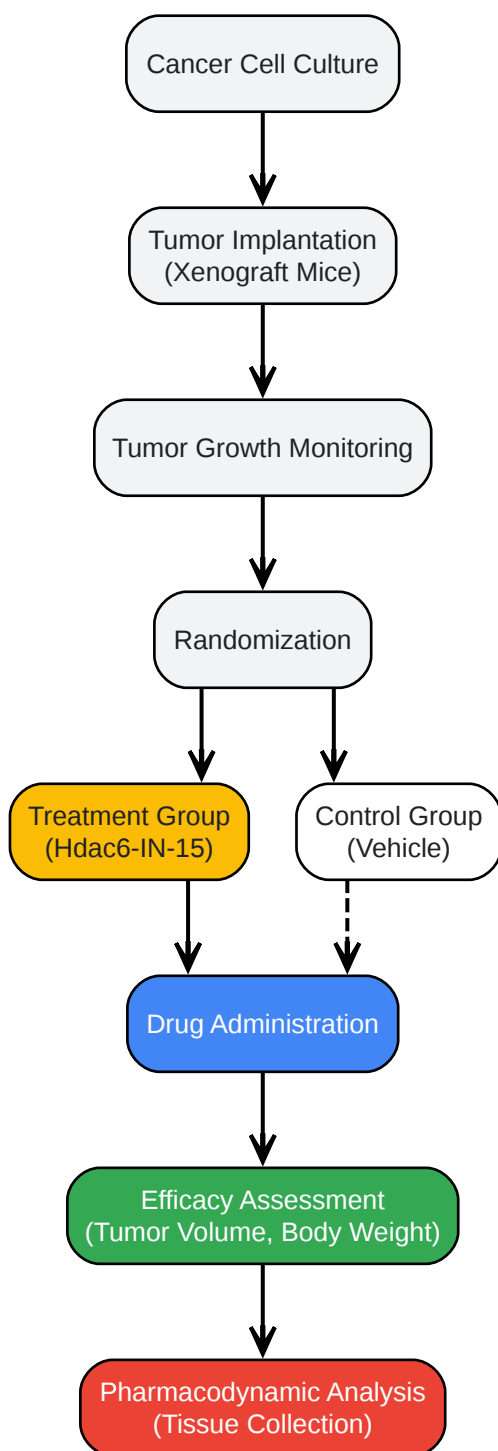 Cancer Cell Culture
Tumor Implantation
(Xenograft Mice)
Tumor Growth Monitoring
Randomization
Treatment Group
(Hdac6-IN-15)
Control Group
(Vehicle)
Drug Administration
Efficacy Assessment
(Tumor Volume, Body Weight)
Pharmacodynamic Analysis
(Tissue Collection)